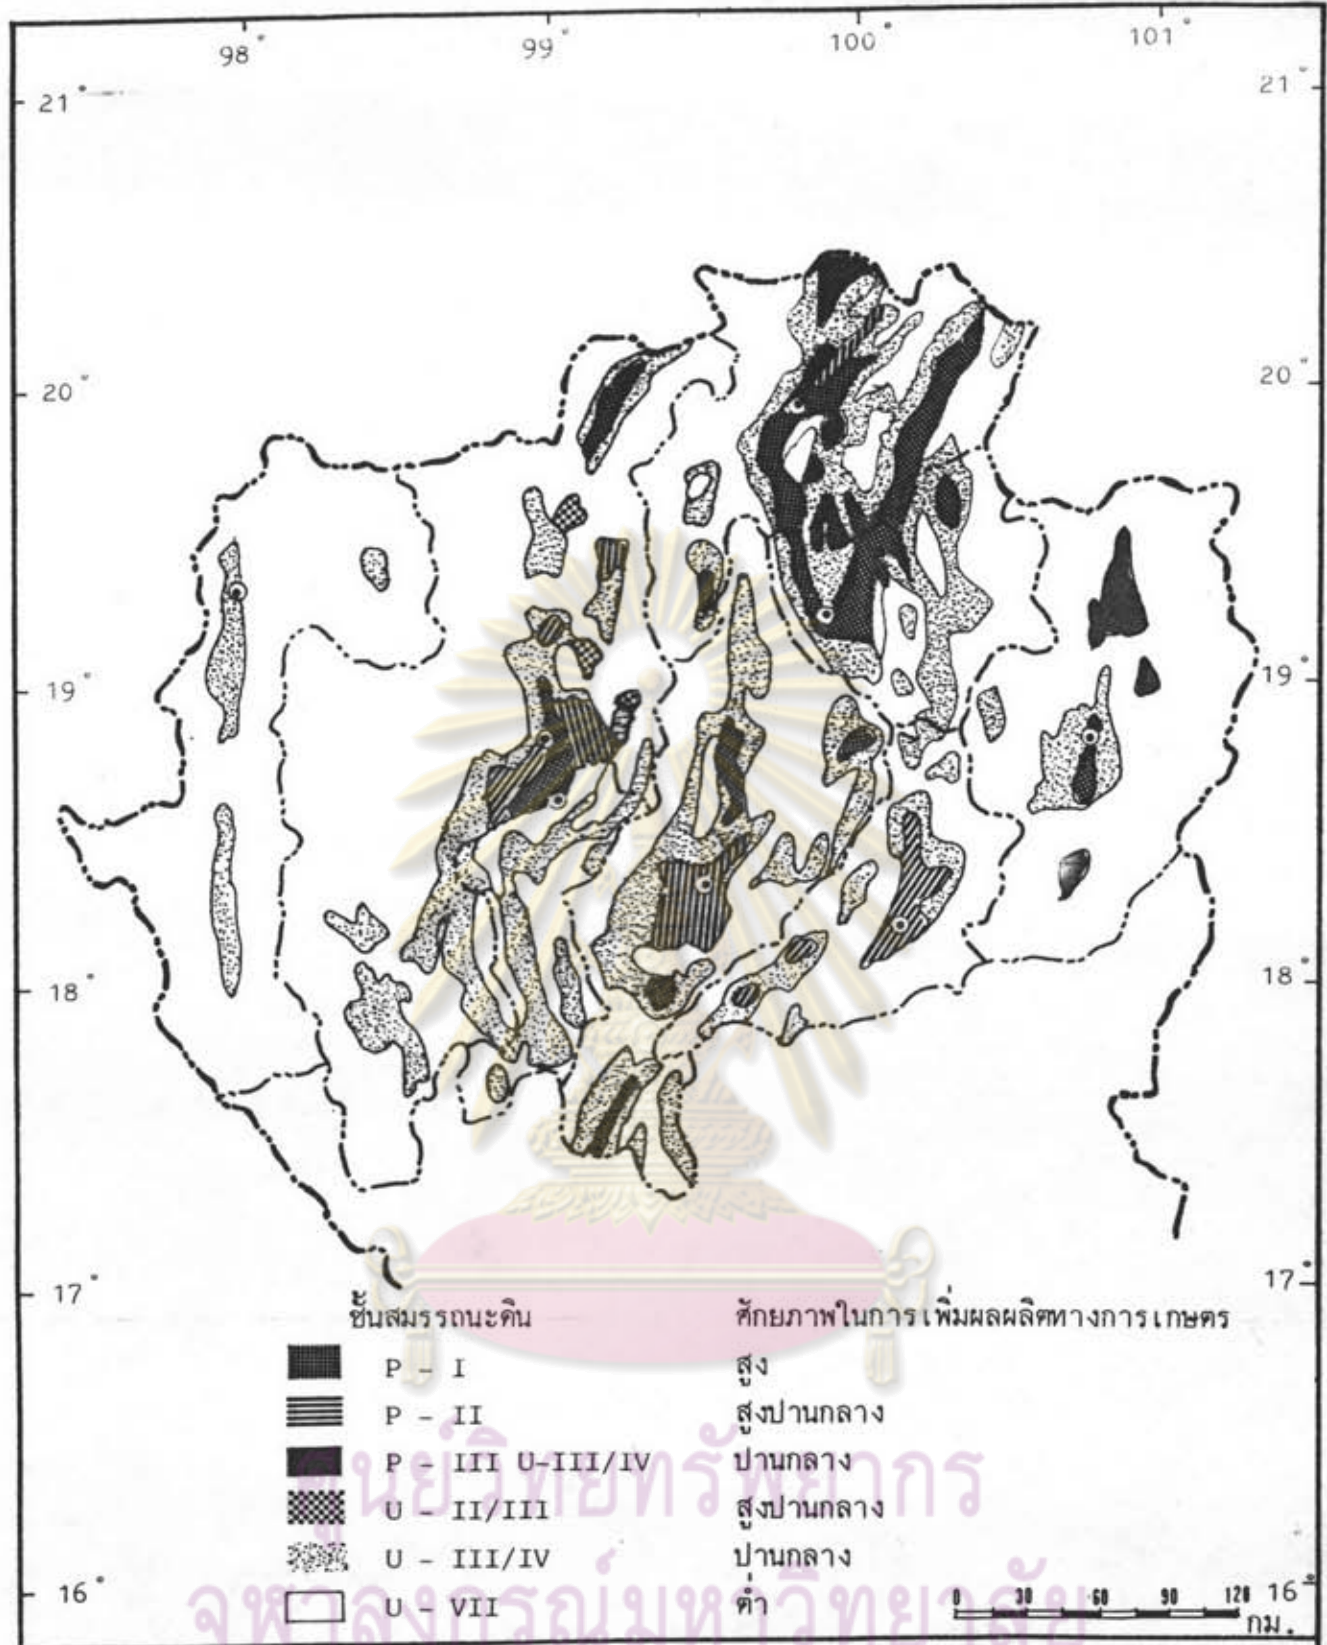 98° 99° 100° 101°
21° 21°
20° 20°
19° 19°
18° 18°
17° 17°
ชั้นสมรรถนะดิน ศักยภาพในการเพิ่มผลผลิตทางการเกษตร
P - I สูง
P - II สูงปานกลาง
P - III U-III/IV ปานกลาง
U - II/III สูงปานกลาง
U - III/IV ปานกลาง
U - VII ต่ำ
0 30 60 90 120
16° 16°
กม.
ศูนย์วิทยทรัพยากร
จุฬาลงกรณ์มหาวิทยาลัย